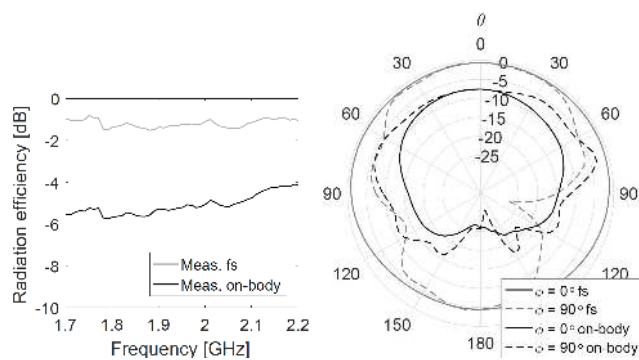 Radiation efficiency [dB]
0
-2
-4
-6
-8
-10
Meas. fs
Meas. on-body
1.7 1.8 1.9 2 2.1 2.2
Frequency [GHz]
θ
0
30 30
60 60
90 90
120 120
150
180
0
-5
-10
-15
-20
-25
ϕ = 0° fs
ϕ = 90° fs
ϕ = 0° on-body
ϕ = 90° on-body